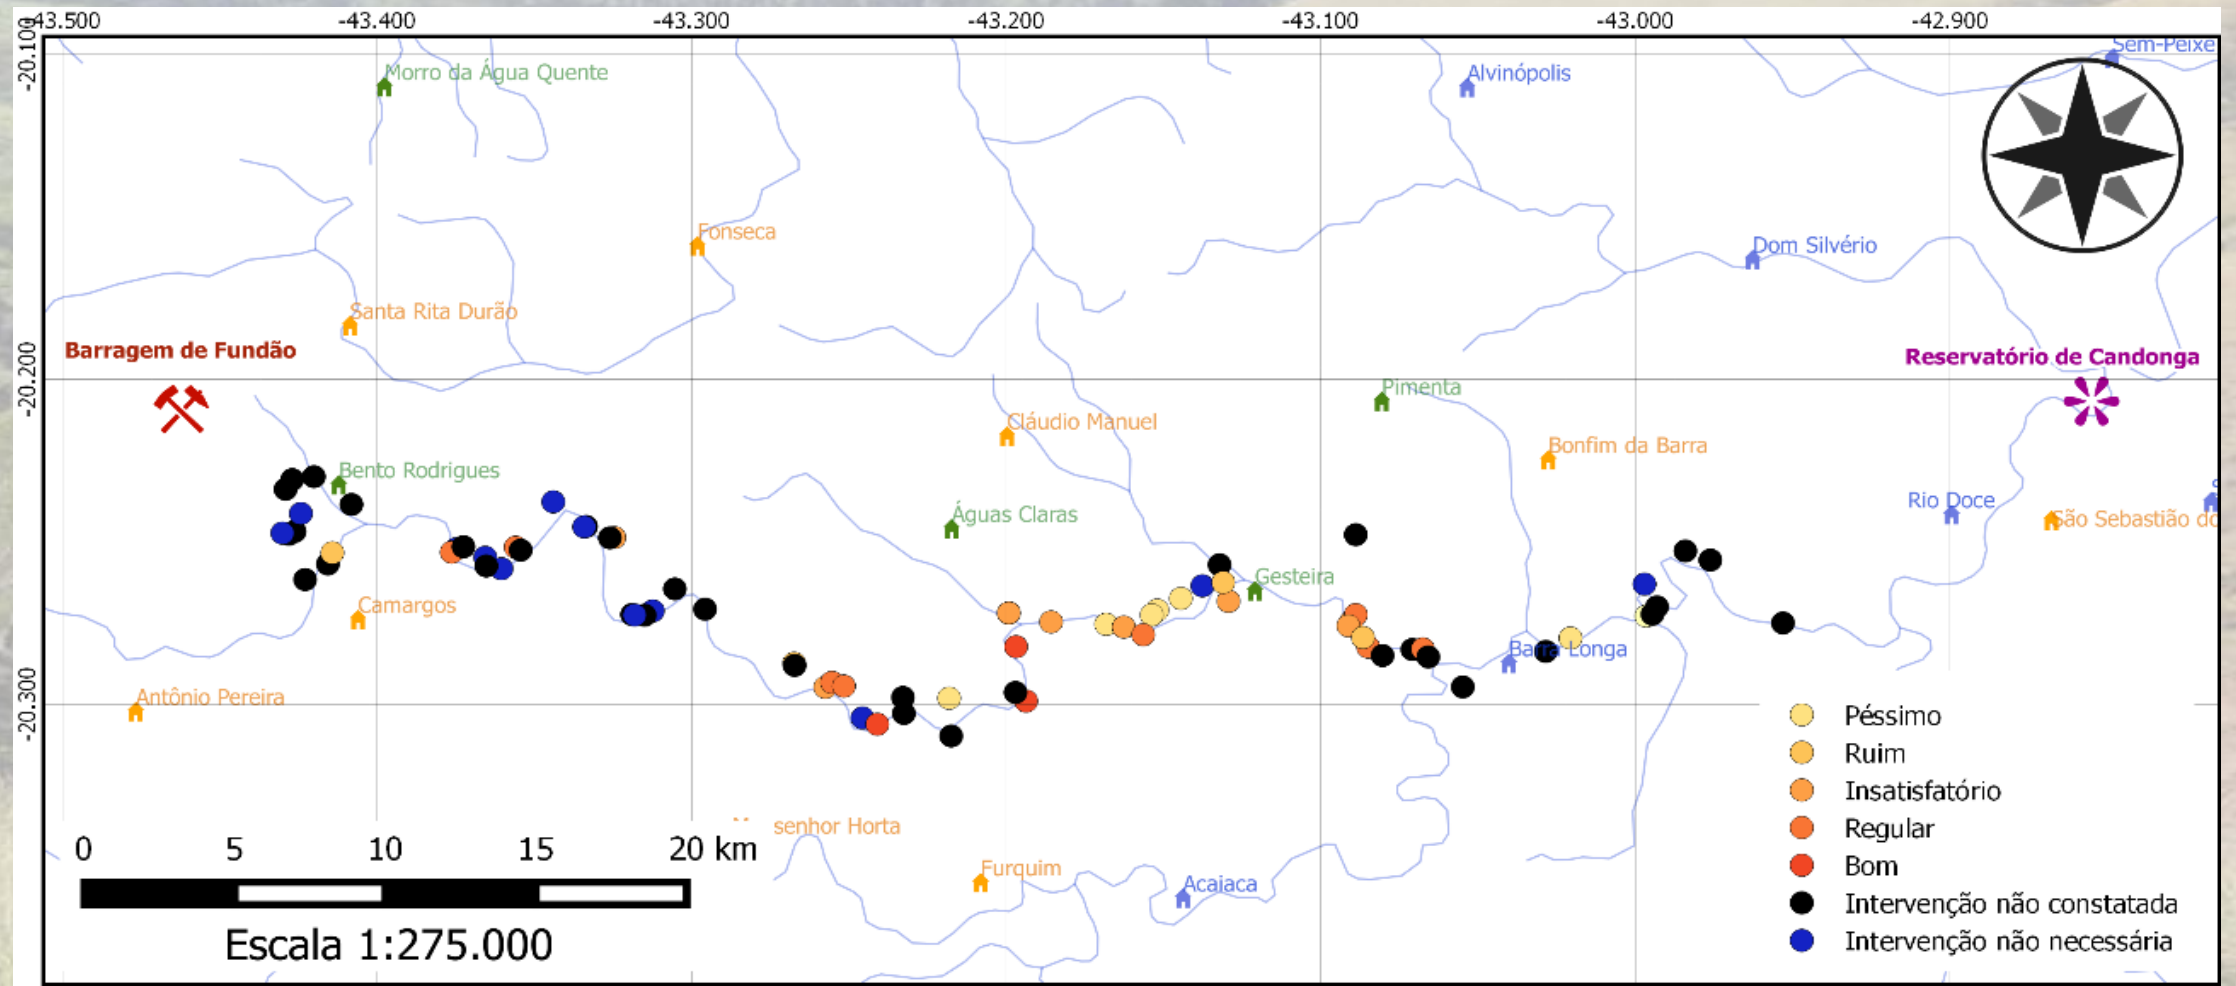 -43.500 -43.400 -43.300 -43.200 -43.100 -43.000 -42.900
-20.100
Sem-Peixe
Morro da Água Quente
Alvinópolis
Fonseca
Dom Silvério
Santa Rita Durão
Barragem de Fundão
Reservatório de Candonga
-20.200
Pimenta
Cláudio Manuel
Bonfim da Barra
Bento Rodrigues
Rio Doce
Águas Claras
São Sebastião do
Gesteira
Camargos
Barra Longa
Antônio Pereira
-20.300
Péssimo
Ruim
Insatisfatório
Regular
Bom
Intervenção não constatada
Intervenção não necessária
senhor Horta
0 5 10 15 20 km
Furquim
Acaiaca
Escala 1:275.000